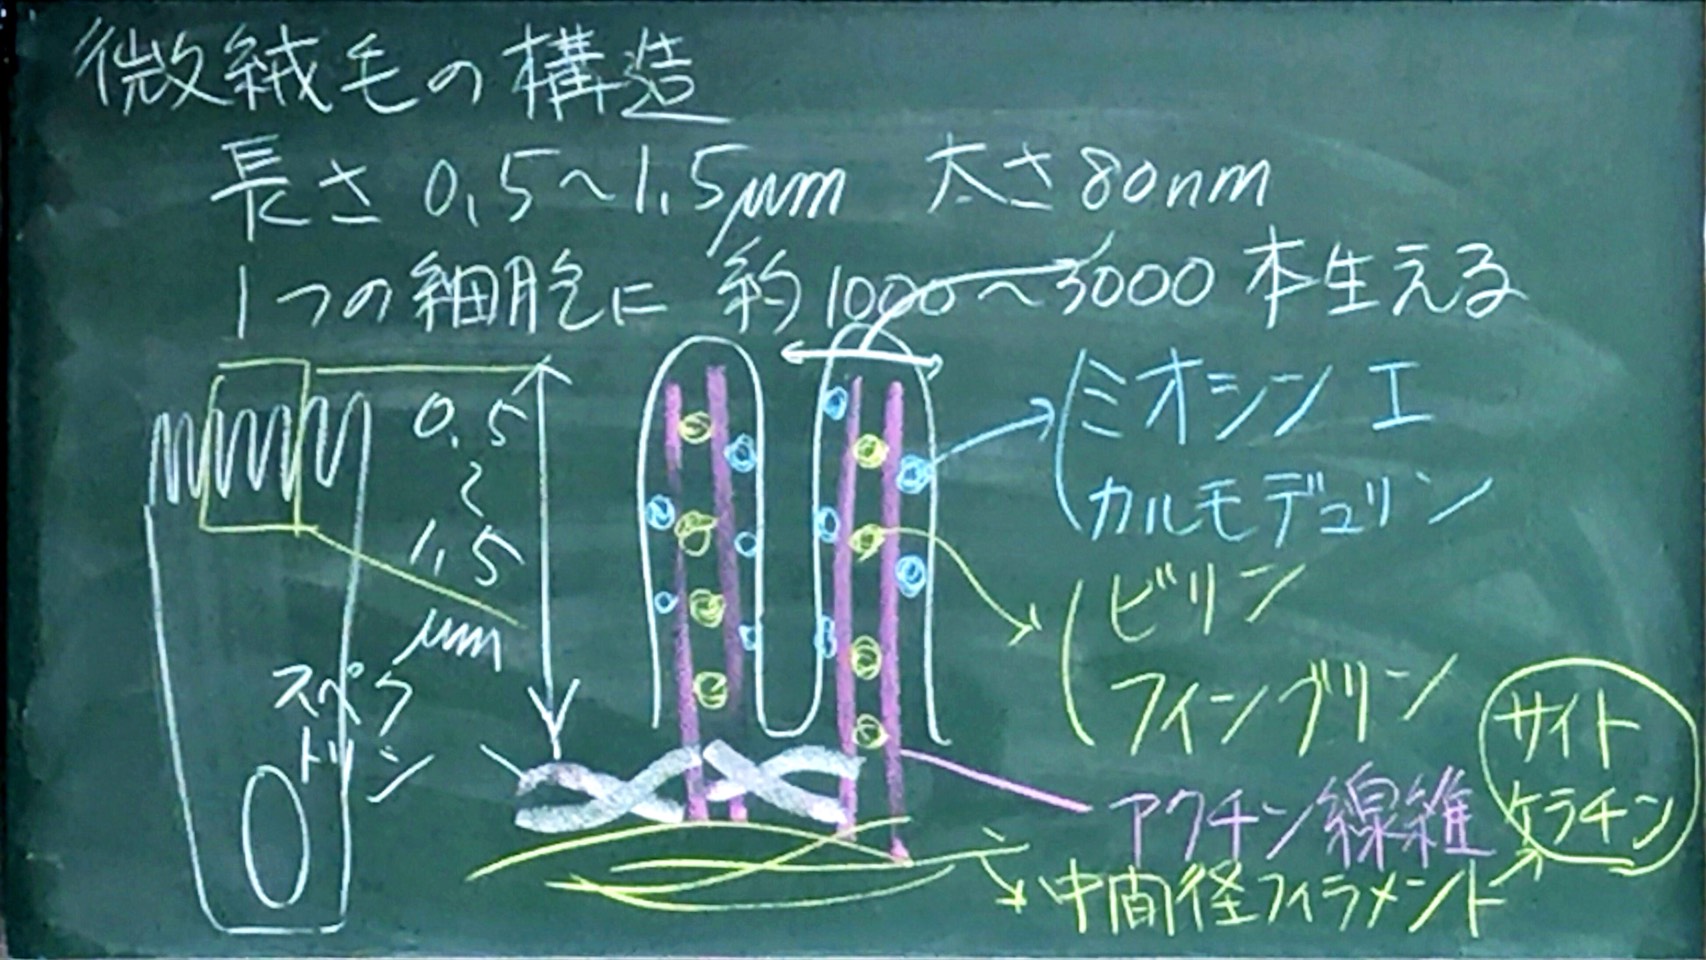 微絨毛の構造
長さ 0.5~1.5μm 太さ80nm
1つの細胞に 約1000~3000本生える
0.5
~
1.5
μm
ミオシンI
カルモデュリン
ビリン
フィンブリン
スペク
トリン
アクチン線維
中間径フィラメント
サイト
ケラチン